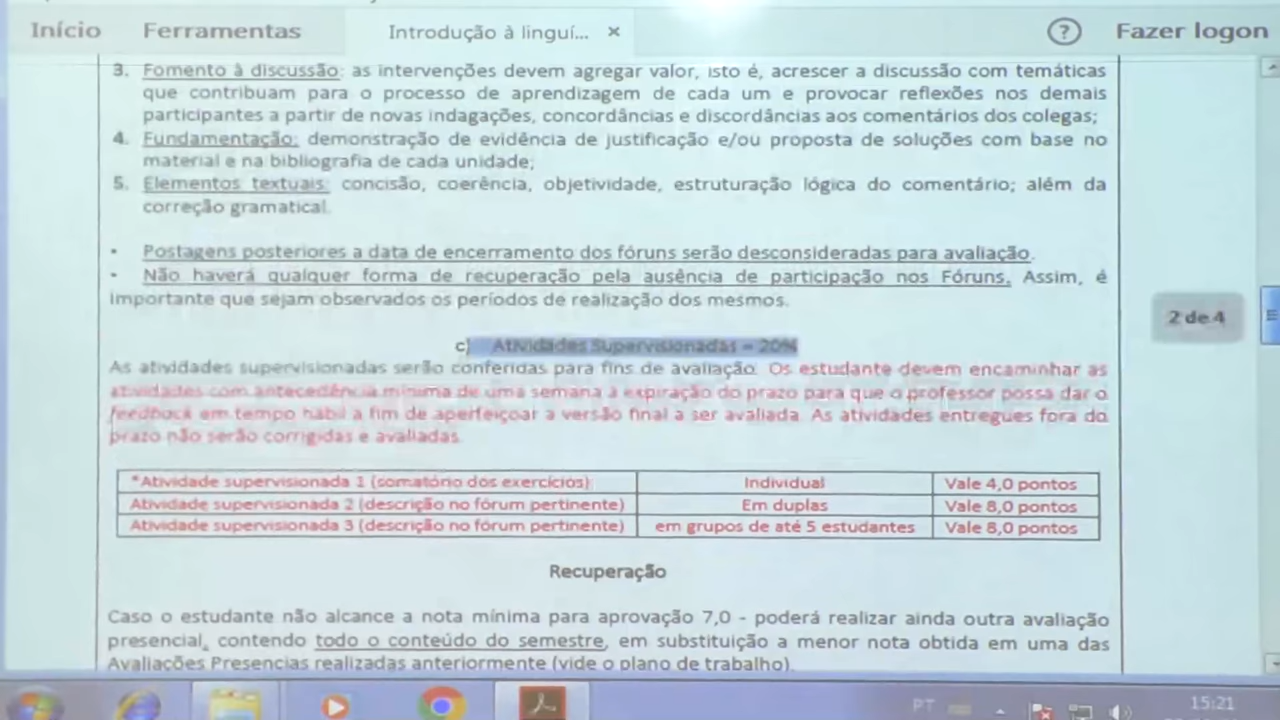 Início Ferramentas Introdução à linguí... × ? Fazer logon
3. Fomento à discussão: as intervenções devem agregar valor, isto é, acrescer a discussão com temáticas
que contribuam para o processo de aprendizagem de cada um e provocar reflexões nos demais
participantes a partir de novas indagações, concordâncias e discordâncias aos comentários dos colegas;
4. Fundamentação: demonstração de evidência de justificação e/ou proposta de soluções com base no
material e na bibliografia de cada unidade;
5. Elementos textuais: concisão, coerência, objetividade, estruturação lógica do comentário; além da
correção gramatical.
- Postagens posteriores a data de encerramento dos fóruns serão desconsideradas para avaliação.
- Não haverá qualquer forma de recuperação pela ausência de participação nos Fóruns. Assim, é
importante que sejam observados os períodos de realização dos mesmos.
2 de 4
c) Atividades Supervisionadas – 20%
As atividades supervisionadas serão conferidas para fins de avaliação. Os estudante devem encaminhar as
atividades com antecedência mínima de uma semana à expiração do prazo para que o professor possa dar o
feedback em tempo hábil a fim de aperfeiçoar a versão final a ser avaliada. As atividades entregues fora do
prazo não serão corrigidas e avaliadas.
*Atividade supervisionada 1 (somatório dos exercícios) Individual Vale 4,0 pontos
Atividade supervisionada 2 (descrição no fórum pertinente) Em duplas Vale 8,0 pontos
Atividade supervisionada 3 (descrição no fórum pertinente) em grupos de até 5 estudantes Vale 8,0 pontos
Recuperação
Caso o estudante não alcance a nota mínima para aprovação 7,0 - poderá realizar ainda outra avaliação
presencial, contendo todo o conteúdo do semestre, em substituição a menor nota obtida em uma das
Avaliações Presencias realizadas anteriormente (vide o plano de trabalho).
PT 15:21